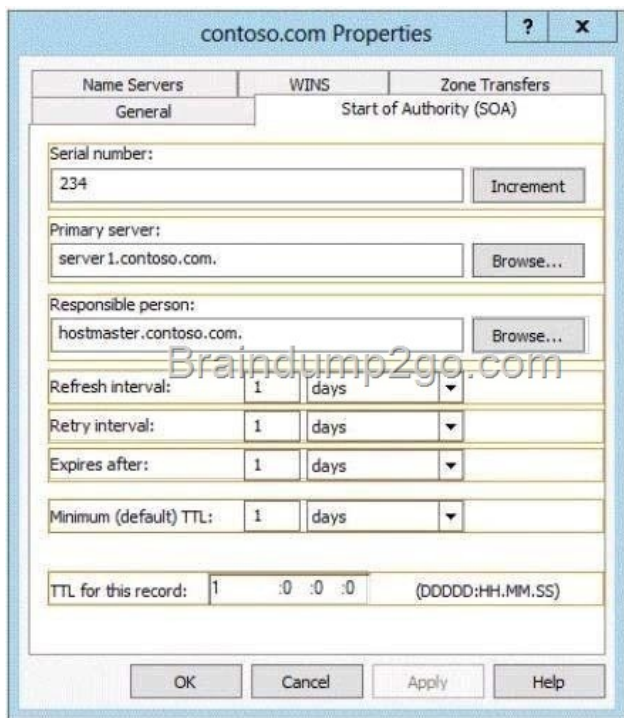 contoso.com Properties ? x
Name Servers WINS Zone Transfers
General Start of Authority (SOA)
Serial number:
234 Increment
Primary server:
server1.contoso.com. Browse...
Responsible person:
hostmaster.contoso.com. Browse...
Braindump2go.com
Refresh interval: 1 days
Retry interval: 1 days
Expires after: 1 days
Minimum (default) TTL: 1 days
TTL for this record: 1 :0 :0 :0 (DDDDD:HH.MM.SS)
OK Cancel Apply Help